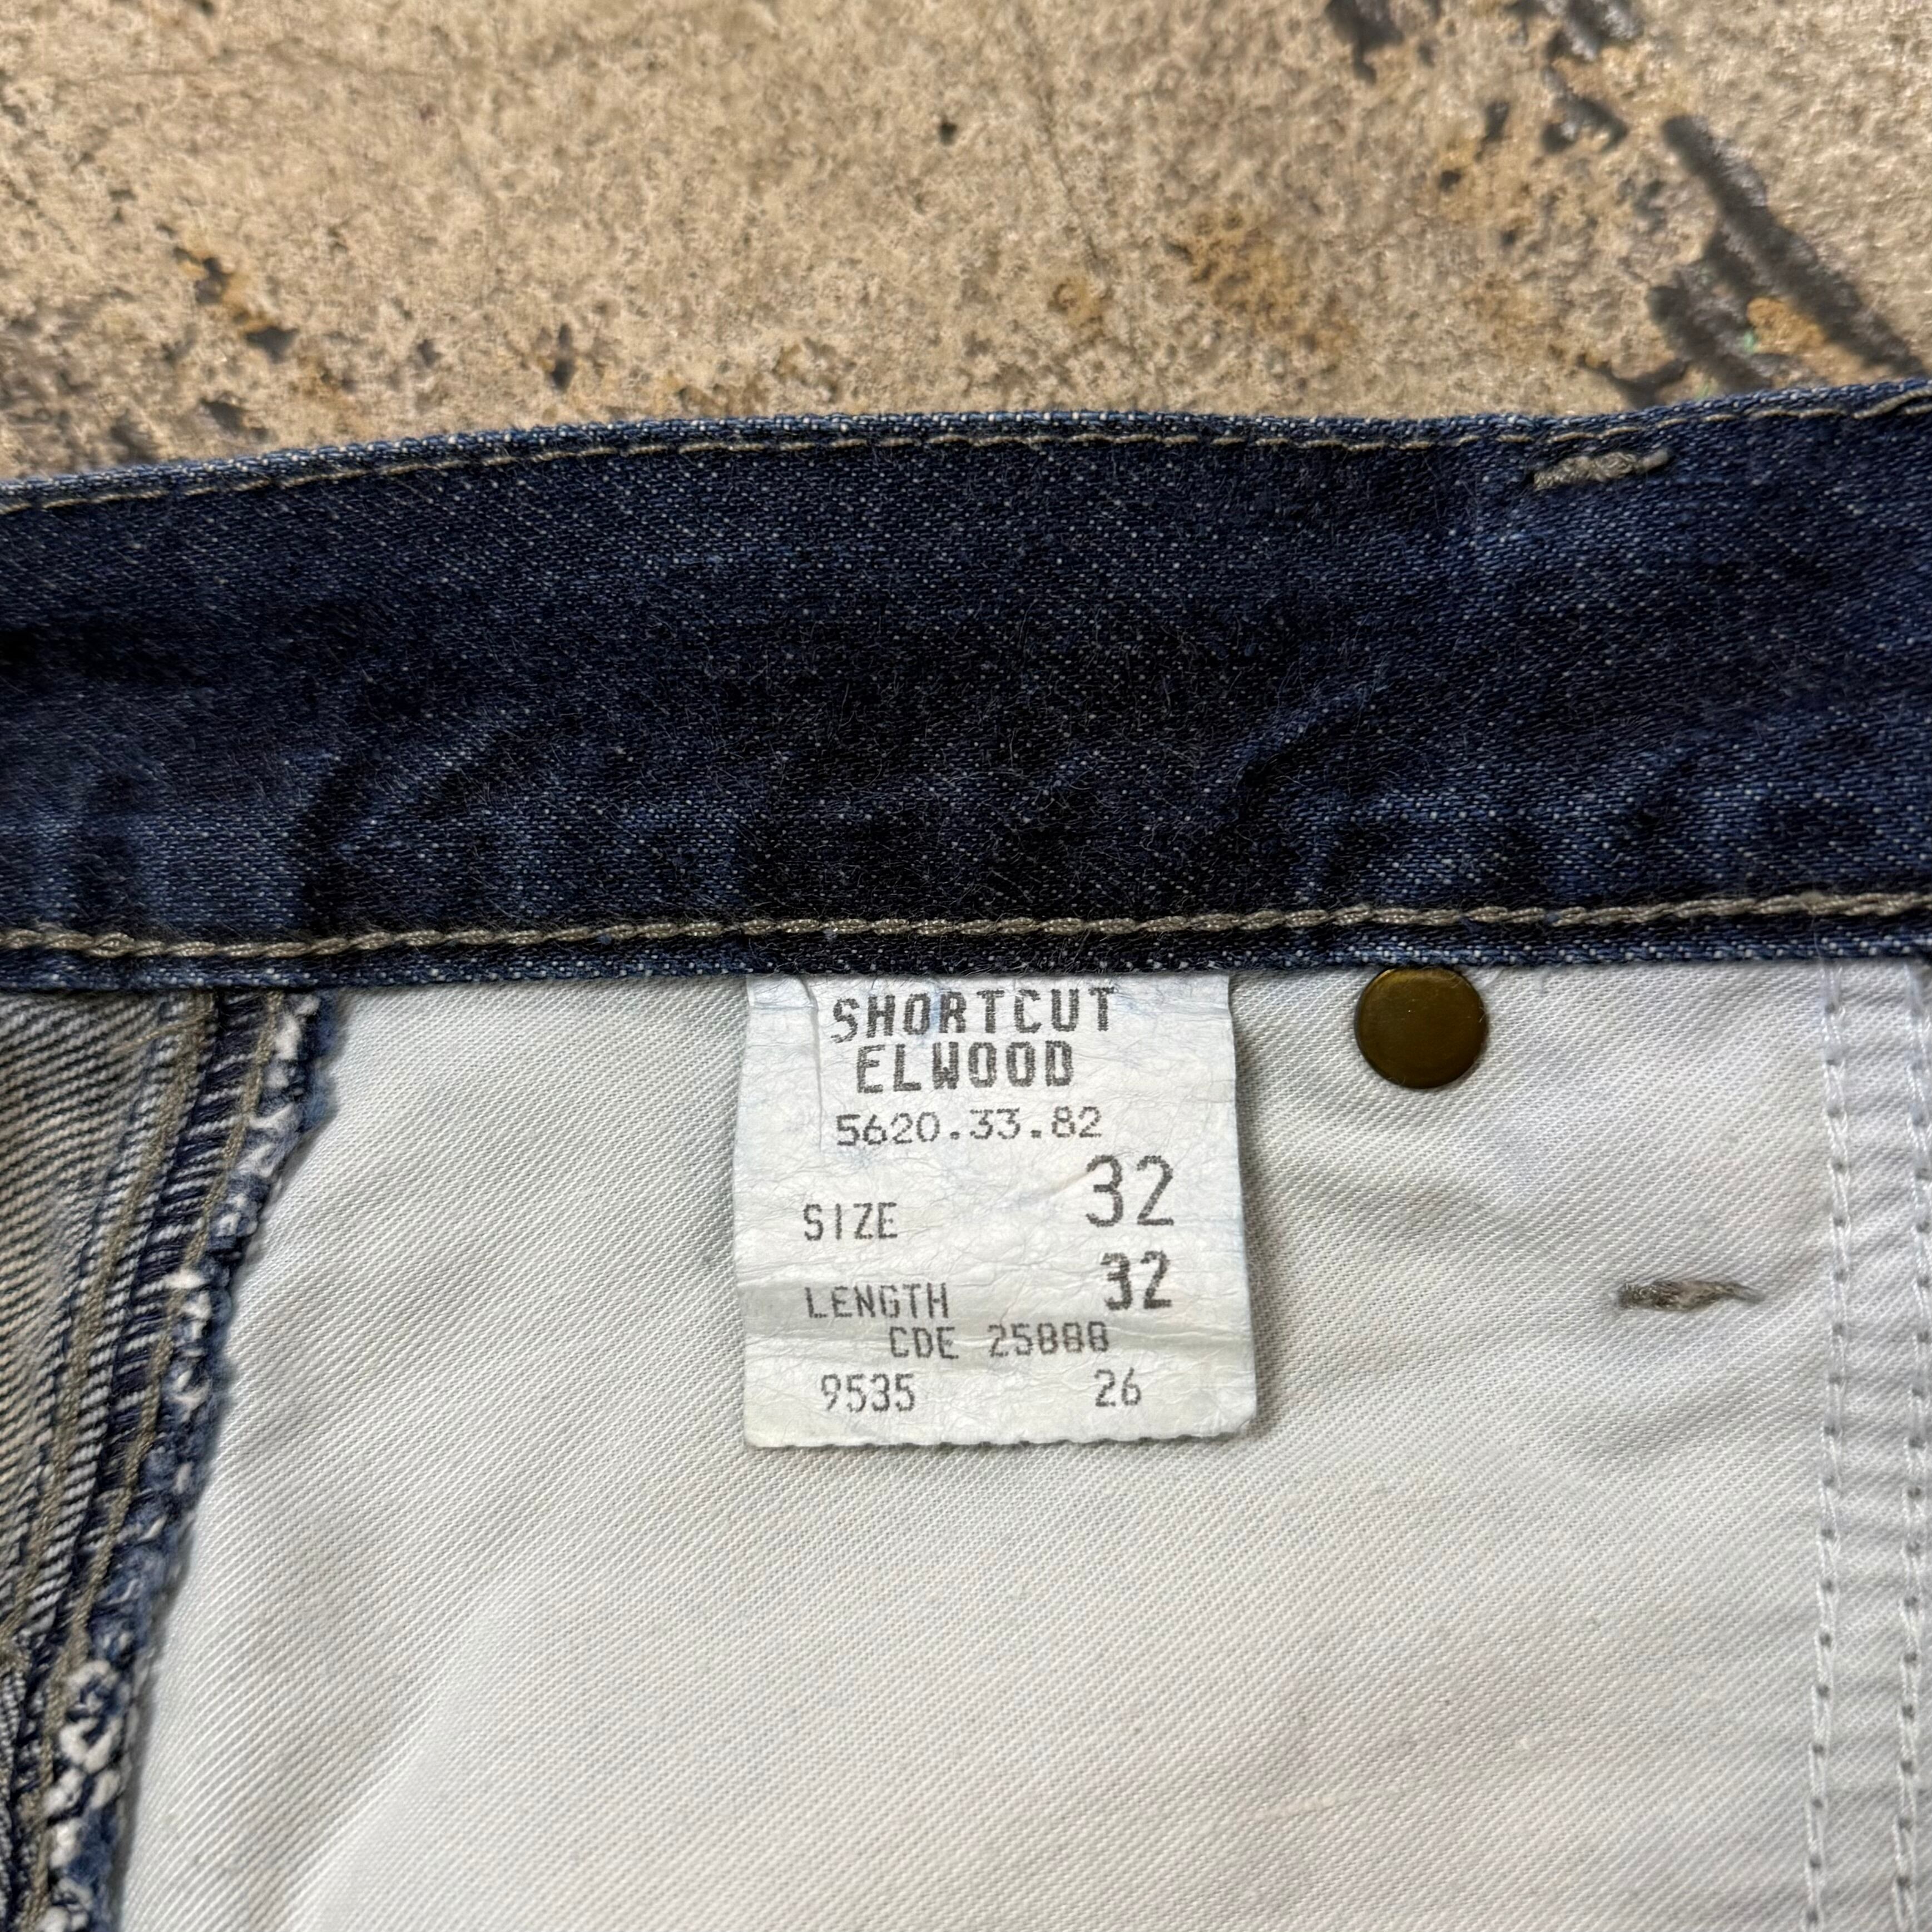 SHORTCUT
ELWOOD
5620.33.82
SIZE 32
LENGTH 32
CDE 25888
9535 26